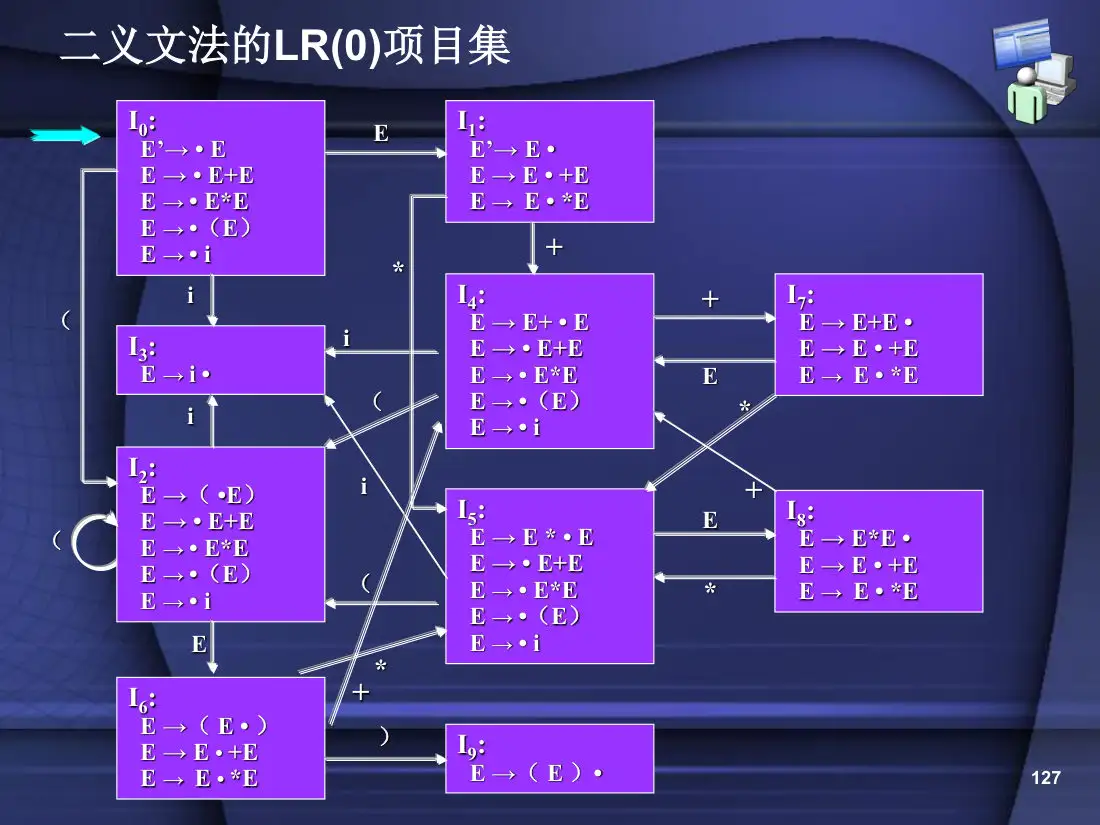 二义文法的LR(0)项目集
I0:
E’→ • E
E → • E+E
E → • E*E
E → •（E）
E → • i
E
I1:
E’→ E •
E → E • +E
E → E • *E
+
*
i
（
I3:
E → i •
i
I4:
E → E+ • E
E → • E+E
E → • E*E
E → •（E）
E → • i
i
（
+
E
I7:
E → E+E •
E → E • +E
E → E • *E
*
I2:
E →（ •E）
E → • E+E
E → • E*E
E → •（E）
E → • i
（
i
（
I5:
E → E * • E
E → • E+E
E → • E*E
E → •（E）
E → • i
+
E
*
I8:
E → E*E •
E → E • +E
E → E • *E
E
*
+
I6:
E →（ E • ）
E → E • +E
E → E • *E
）
I9:
E →（ E ）•
127